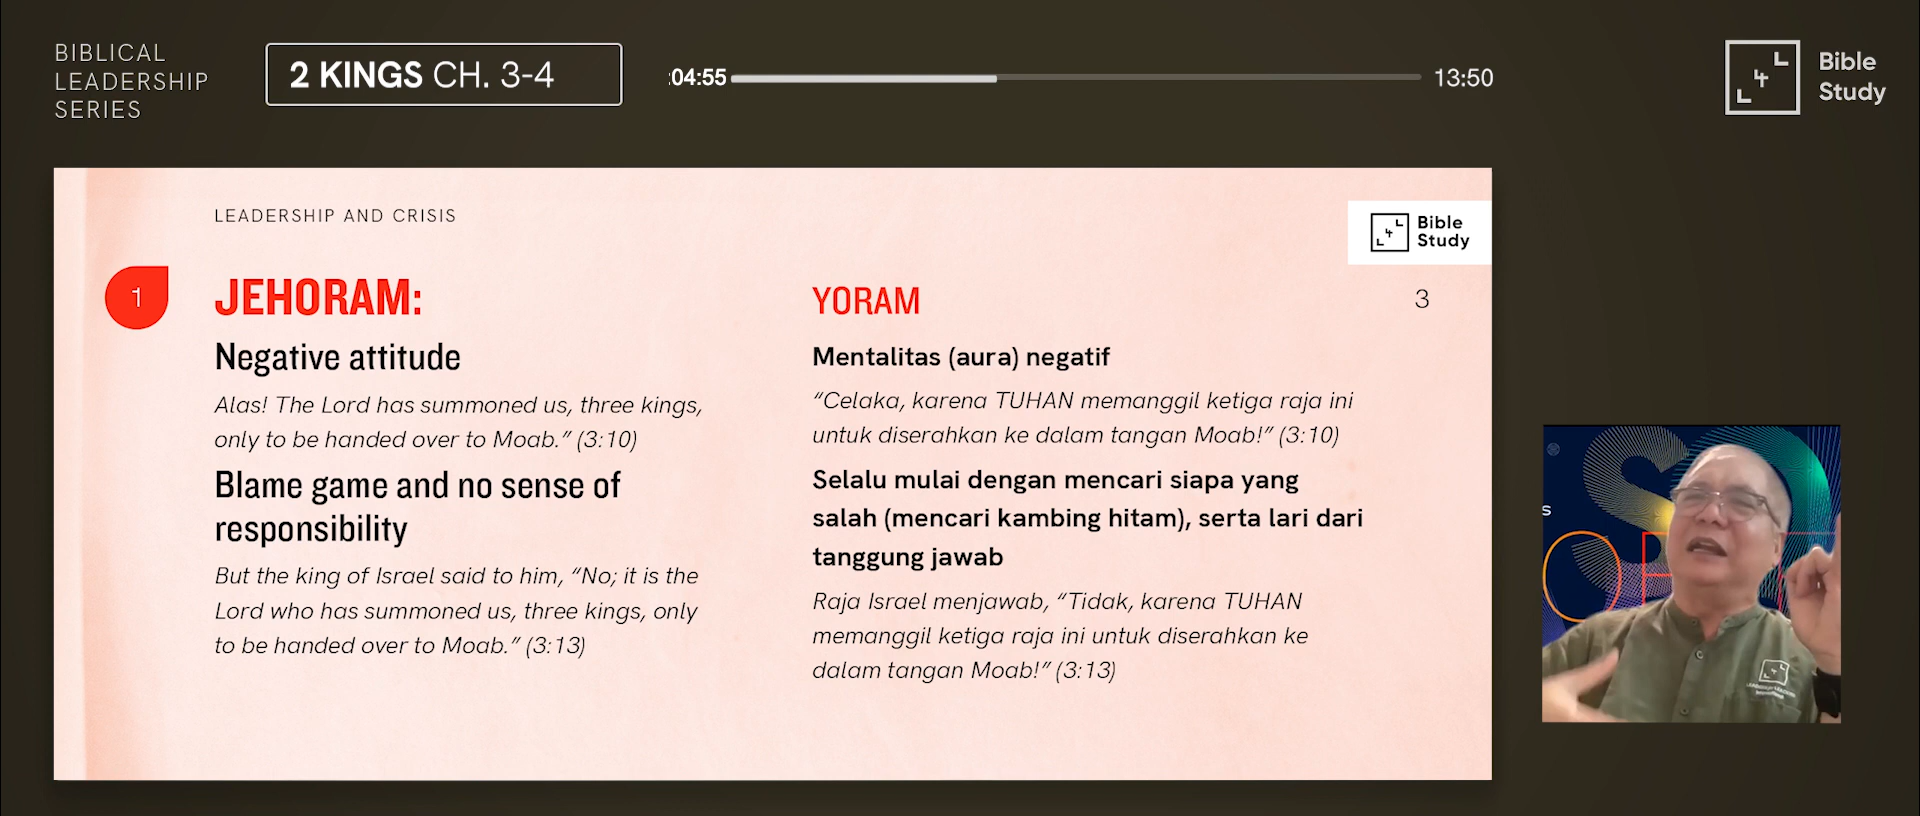 BIBLICAL
LEADERSHIP
SERIES
2 KINGS CH. 3-4
:04:55
13:50
Bible
Study
LEADERSHIP AND CRISIS
Bible
Study
1
JEHORAM:
Negative attitude
Alas! The Lord has summoned us, three kings,
only to be handed over to Moab.” (3:10)
Blame game and no sense of
responsibility
But the king of Israel said to him, “No; it is the
Lord who has summoned us, three kings, only
to be handed over to Moab.” (3:13)
YORAM
3
Mentalitas (aura) negatif
“Celaka, karena TUHAN memanggil ketiga raja ini
untuk diserahkan ke dalam tangan Moab!” (3:10)
Selalu mulai dengan mencari siapa yang
salah (mencari kambing hitam), serta lari dari
tanggung jawab
Raja Israel menjawab, “Tidak, karena TUHAN
memanggil ketiga raja ini untuk diserahkan ke
dalam tangan Moab!” (3:13)
s